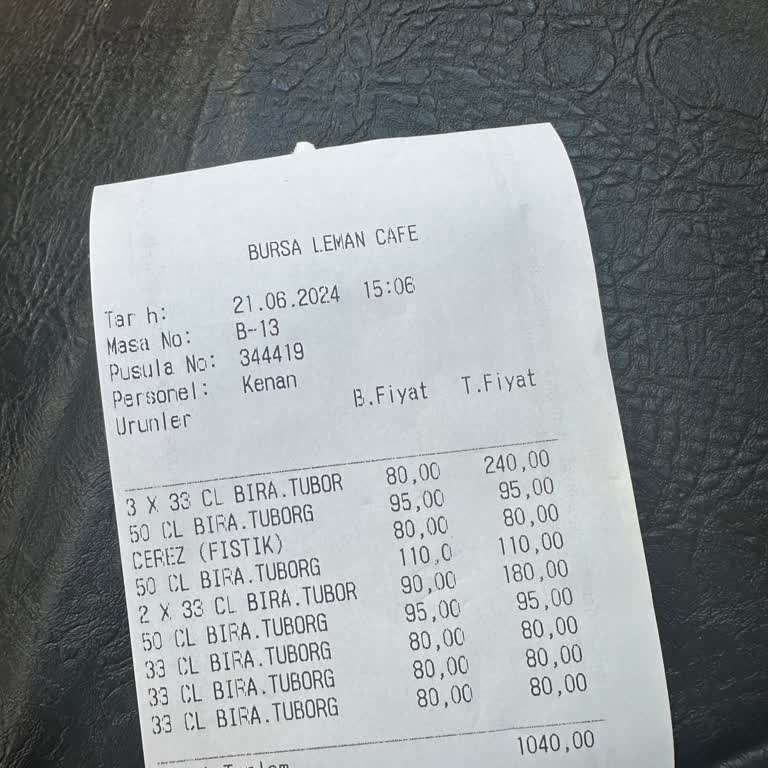 BURSA LEMAN CAFE
Tar h: 21.06.2024 15:06
Masa No: B-13
Pusula No: 344419
Personel: Kenan
Urunler B.Fiyat T.Fiyat
3 X 33 CL BIRA.TUBOR 80,00 240,00
50 CL BIRA.TUBORG 95,00 95,00
CEREZ (FISTIK) 80,00 80,00
50 CL BIRA.TUBORG 110,0 110,00
2 X 33 CL BIRA.TUBOR 90,00 180,00
50 CL BIRA.TUBORG 95,00 95,00
33 CL BIRA.TUBORG 80,00 80,00
33 CL BIRA.TUBORG 80,00 80,00
33 CL BIRA.TUBORG 80,00 80,00
1040,00